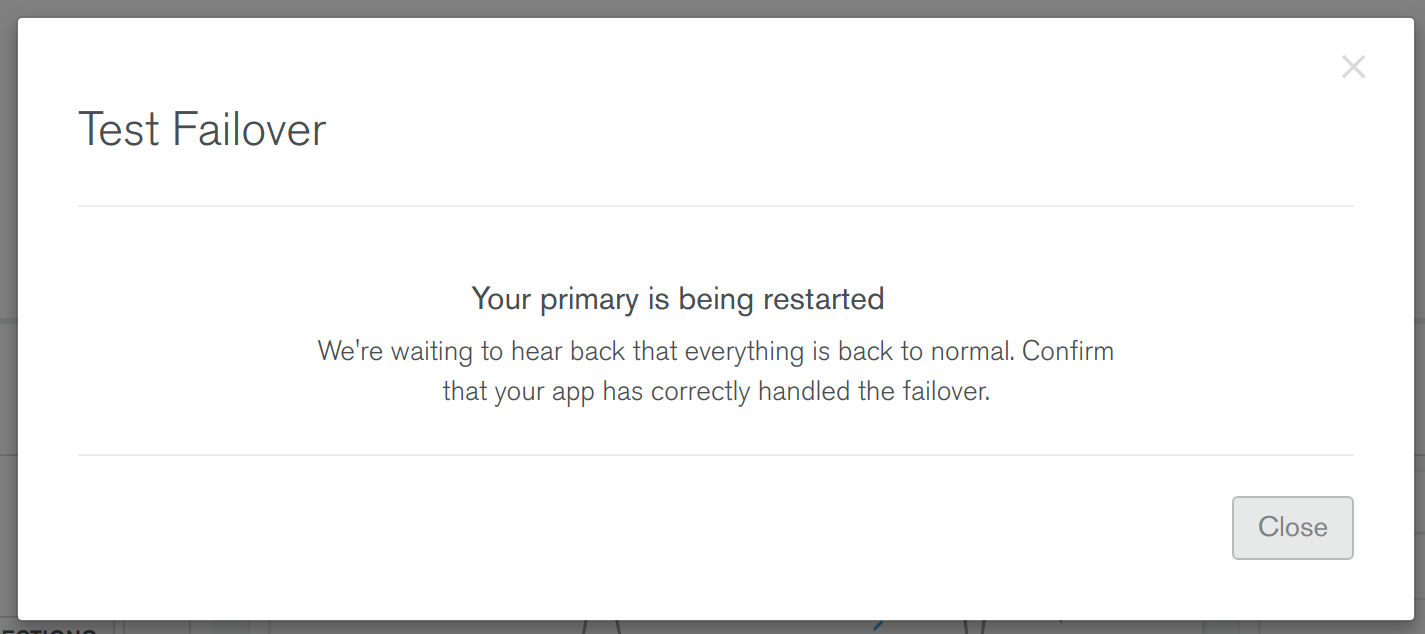 Test Failover
Your primary is being restarted
We're waiting to hear back that everything is back to normal. Confirm
that your app has correctly handled the failover.
Close